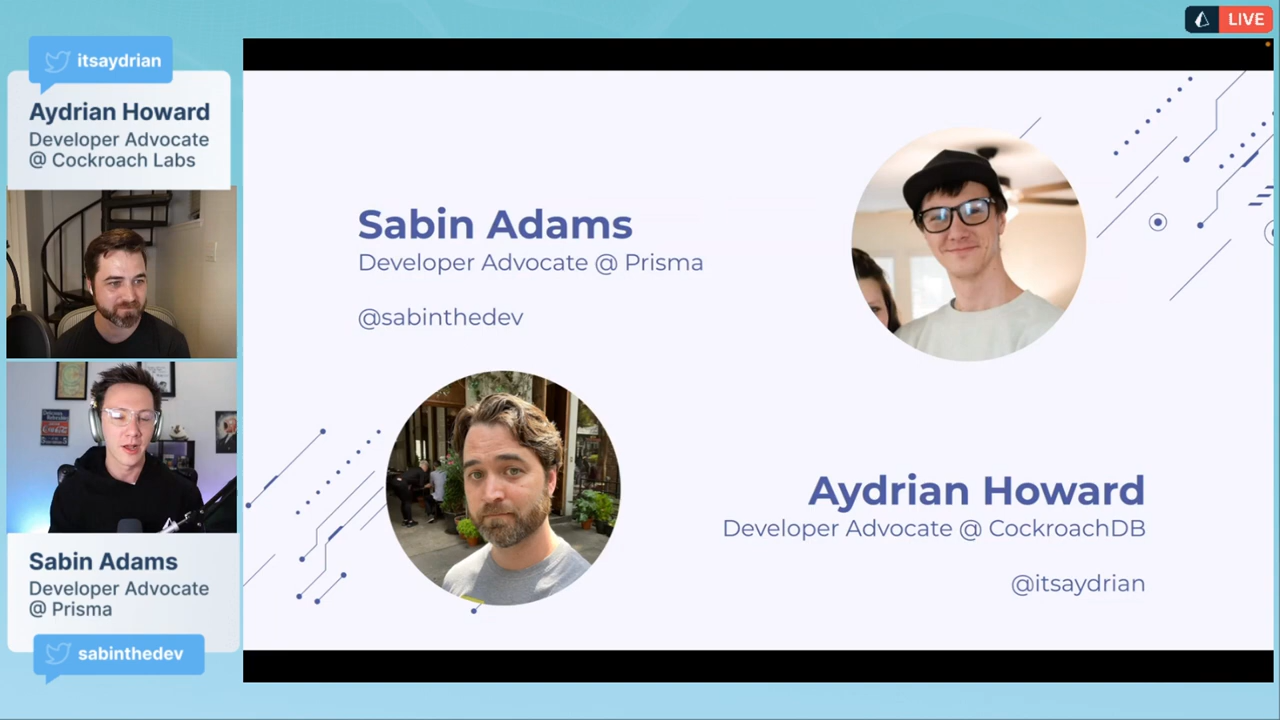 LIVE
itsaydrian
Aydrian Howard
Developer Advocate
@ Cockroach Labs
Sabin Adams
Developer Advocate @ Prisma
@sabinthedev
Aydrian Howard
Developer Advocate @ CockroachDB
@itsaydrian
Sabin Adams
Developer Advocate
@ Prisma
sabinthedev